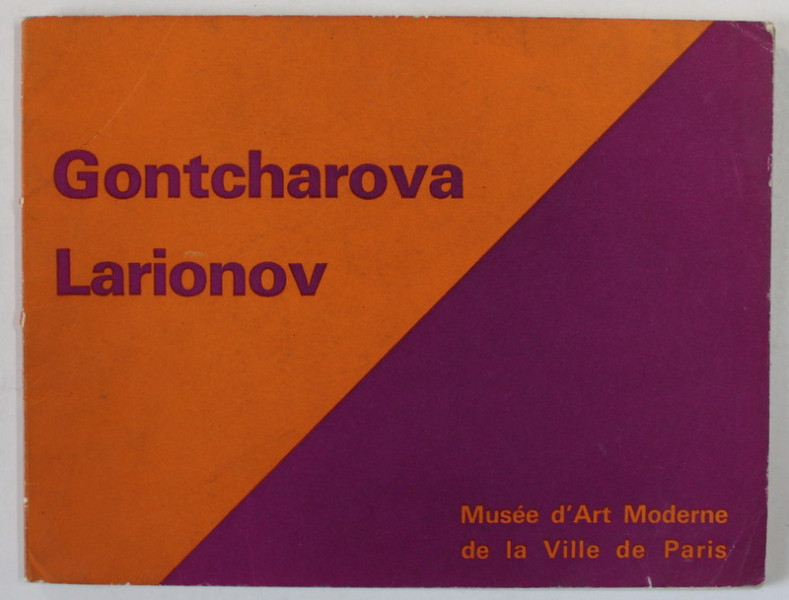 Gontcharova
Larionov
Musée d'Art Moderne
de la Ville de Paris